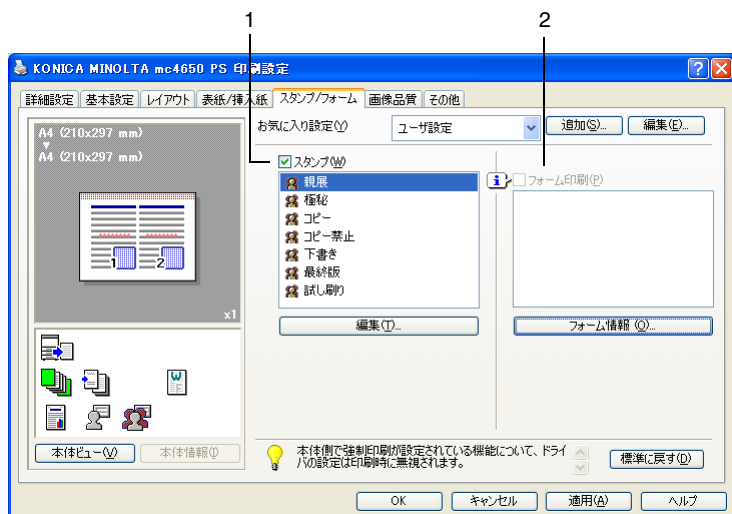 1 2
KONICA MINOLTA mc4650 PS 印刷設定
詳細設定 基本設定 レイアウト 表紙/挿入紙 スタンプ/フォーム 画像品質 その他
A4 (210x297 mm)
A4 (210x297 mm)
1 2
x1
お気に入り設定(Y) ユーザ設定 追加(S)... 編集(E)...
スタンプ(W)
親展
極秘
コピー
コピー禁止
下書き
最終版
試し刷り
編集(T)...
フォーム印刷(P)
フォーム情報 (O)...
本体ビュー(V) 本体情報(I)
本体側で強制印刷が設定されている機能について、ドライ
バの設定は印刷時に無視されます。
標準に戻す(D)
OK キャンセル 適用(A) ヘルプ